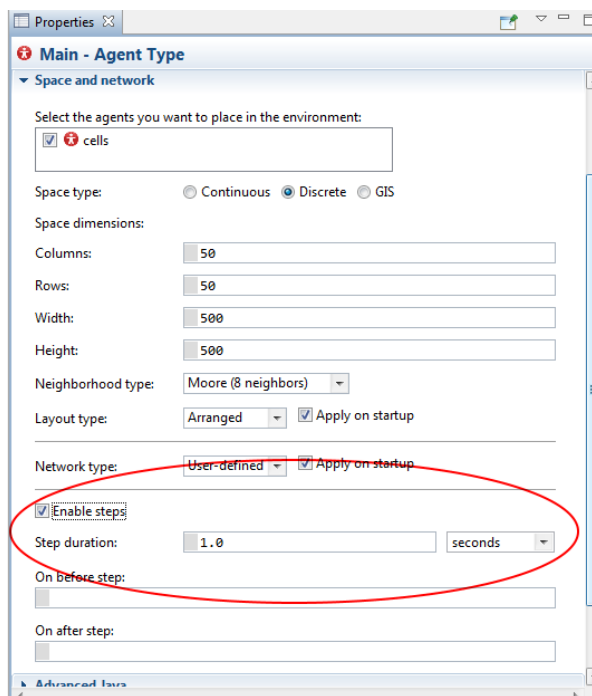 Properties
Main - Agent Type
Space and network
Select the agents you want to place in the environment:
cells
Space type: Continuous Discrete GIS
Space dimensions:
Columns: 50
Rows: 50
Width: 500
Height: 500
Neighborhood type: Moore (8 neighbors)
Layout type: Arranged Apply on startup
Network type: User-defined Apply on startup
Enable steps
Step duration: 1.0 seconds
On before step:
On after step:
Advanced Java